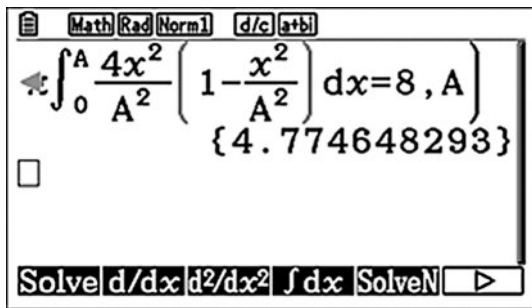 Math Rad Norm1 d/c a+bi
π∫₀ᴬ 4x²/A² (1-x²/A²) dx=8,A)
{4.774648293}
Solve d/dx d²/dx² ∫dx SolveN ▷